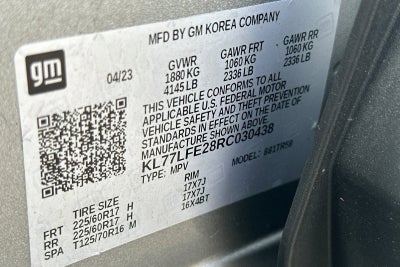 MFD BY GM KOREA COMPANY
gm
04/23
GVWR GAWR FRT GAWR RR
1880 KG 1060 KG 1060 KG
4145 LB 2336 LB 2336 LB
THIS VEHICLE CONFORMS TO ALL
APPLICABLE U.S. FEDERAL MOTOR
VEHICLE SAFETY AND THEFT PREVENTION
STANDARDS IN EFFECT ON THE DATE OF
MANUFACTURE SHOWN ABOVE.
KL77LFE28RC030438
TYPE: MPV MODEL:
TIRE SIZE RIM
FRT 225/60R17 H 17X7J
RR 225/60R17 H 17X7J
SPA T125/70R16 M 16X4BT